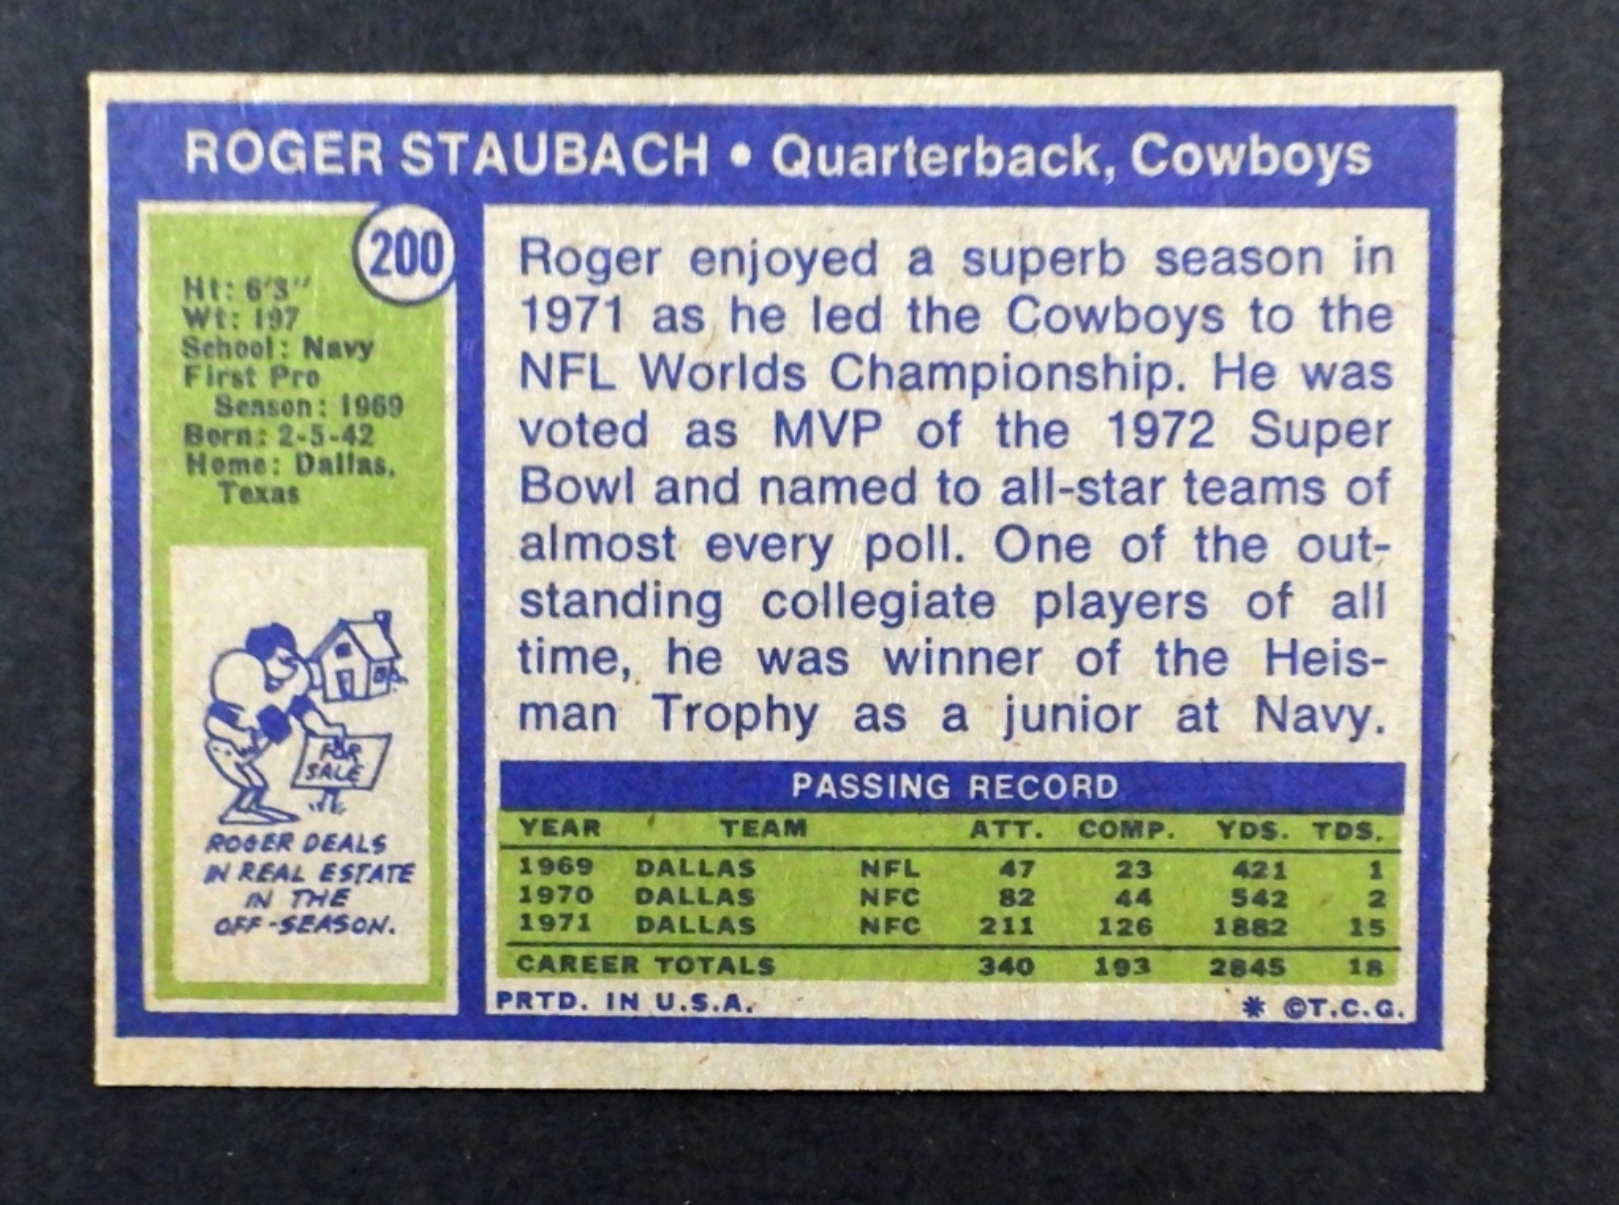 ROGER STAUBACH • Quarterback, Cowboys
200
Ht: 6'3"
Wt: 197
School: Navy
First Pro
Season: 1969
Born: 2-5-42
Home: Dallas,
Texas
FOR
SALE
ROGER DEALS
IN REAL ESTATE
IN THE
OFF-SEASON.
Roger enjoyed a superb season in
1971 as he led the Cowboys to the
NFL Worlds Championship. He was
voted as MVP of the 1972 Super
Bowl and named to all-star teams of
almost every poll. One of the out-
standing collegiate players of all
time, he was winner of the Heis-
man Trophy as a junior at Navy.
PASSING RECORD
YEAR TEAM ATT. COMP. YDS. TDS.
1969 DALLAS NFL 47 23 421 1
1970 DALLAS NFC 82 44 542 2
1971 DALLAS NFC 211 126 1882 15
CAREER TOTALS 340 193 2845 18
PRTD. IN U.S.A. * ©T.C.G.